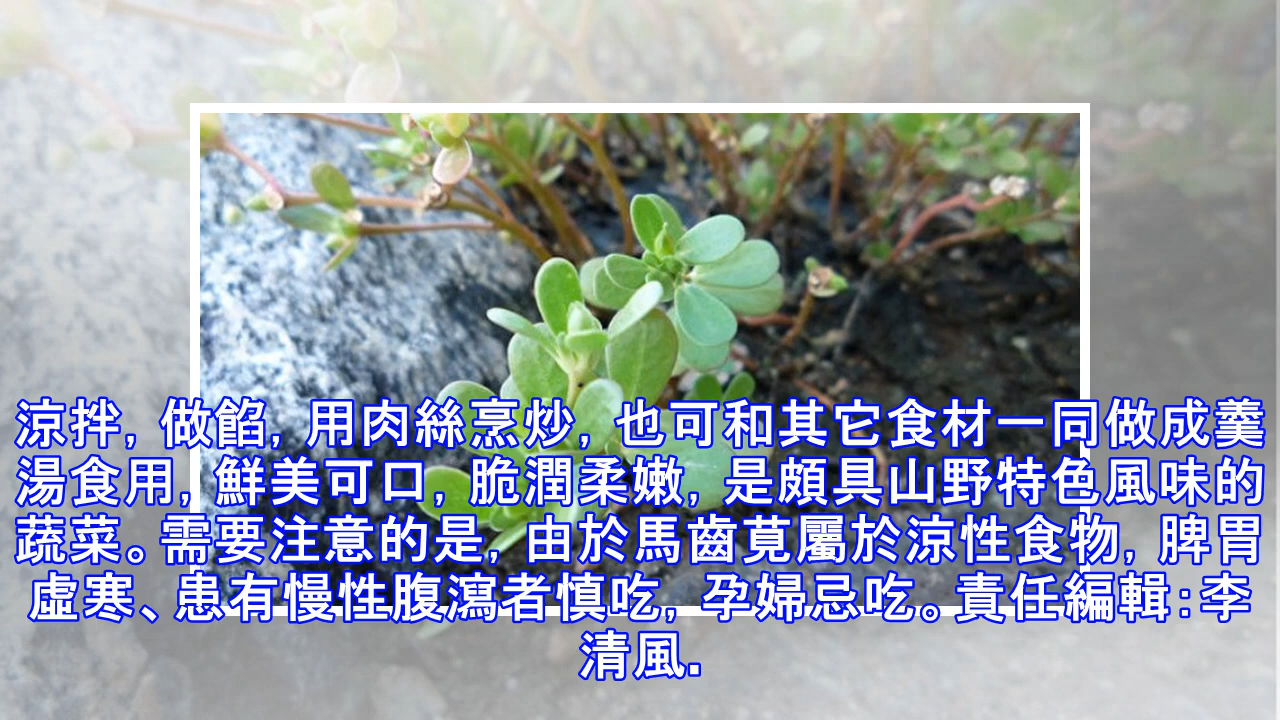 涼拌, 做餡, 用肉絲烹炒, 也可和其它食材一同做成羹
湯食用, 鮮美可口, 脆潤柔嫩, 是頗具山野特色風味的
蔬菜。需要注意的是, 由於馬齒莧屬於涼性食物, 脾胃
虛寒、患有慢性腹瀉者慎吃, 孕婦忌吃。責任編輯:李
清風.